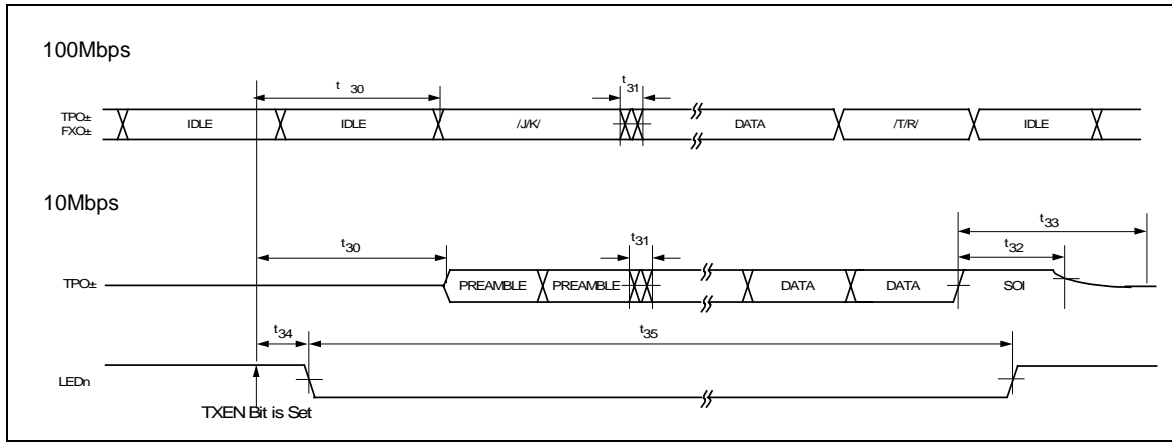 100Mbps
t 30
t31
TPO±
FXO±
IDLE
IDLE
/J/K/
DATA
/T/R/
IDLE
10Mbps
t33
t30
t31
t32
TPO±
PREAMBLE
PREAMBLE
DATA
DATA
SOI
t34
t35
LEDn
TXEN Bit is Set